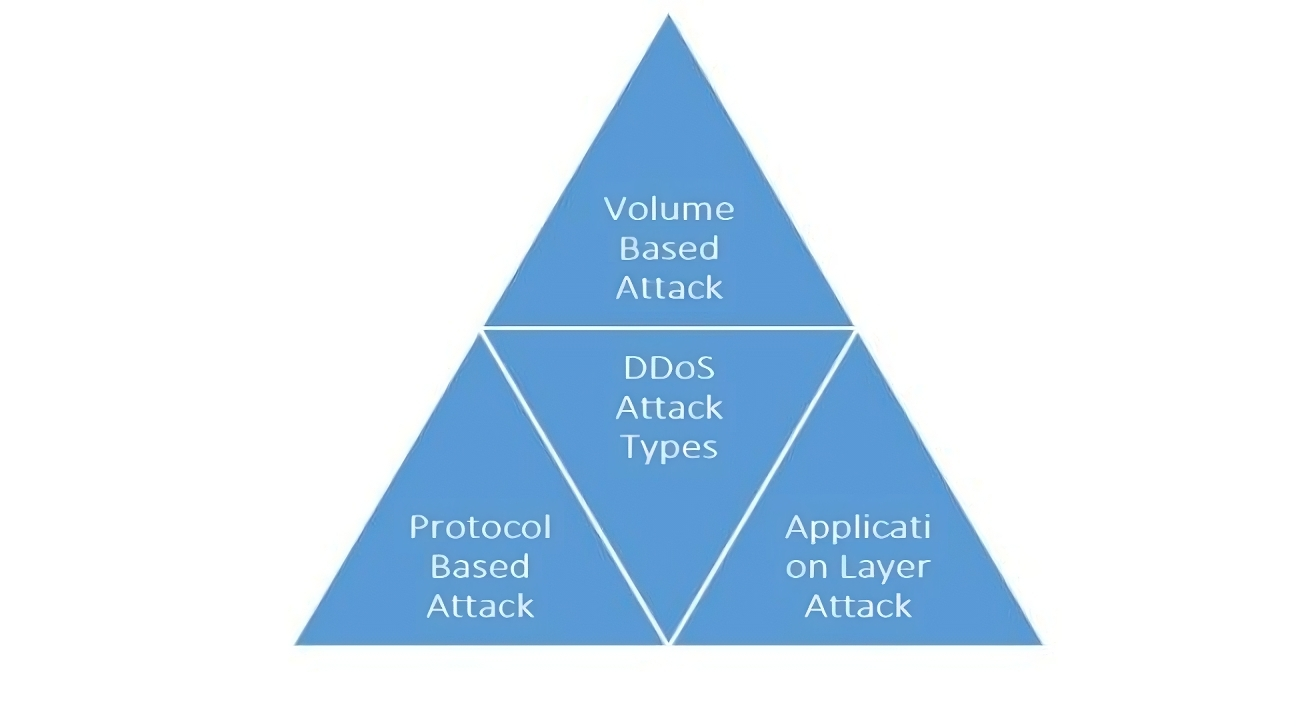 Volume
Based
Attack
DDoS
Attack
Types
Protocol
Based
Attack
Applicati
on Layer
Attack